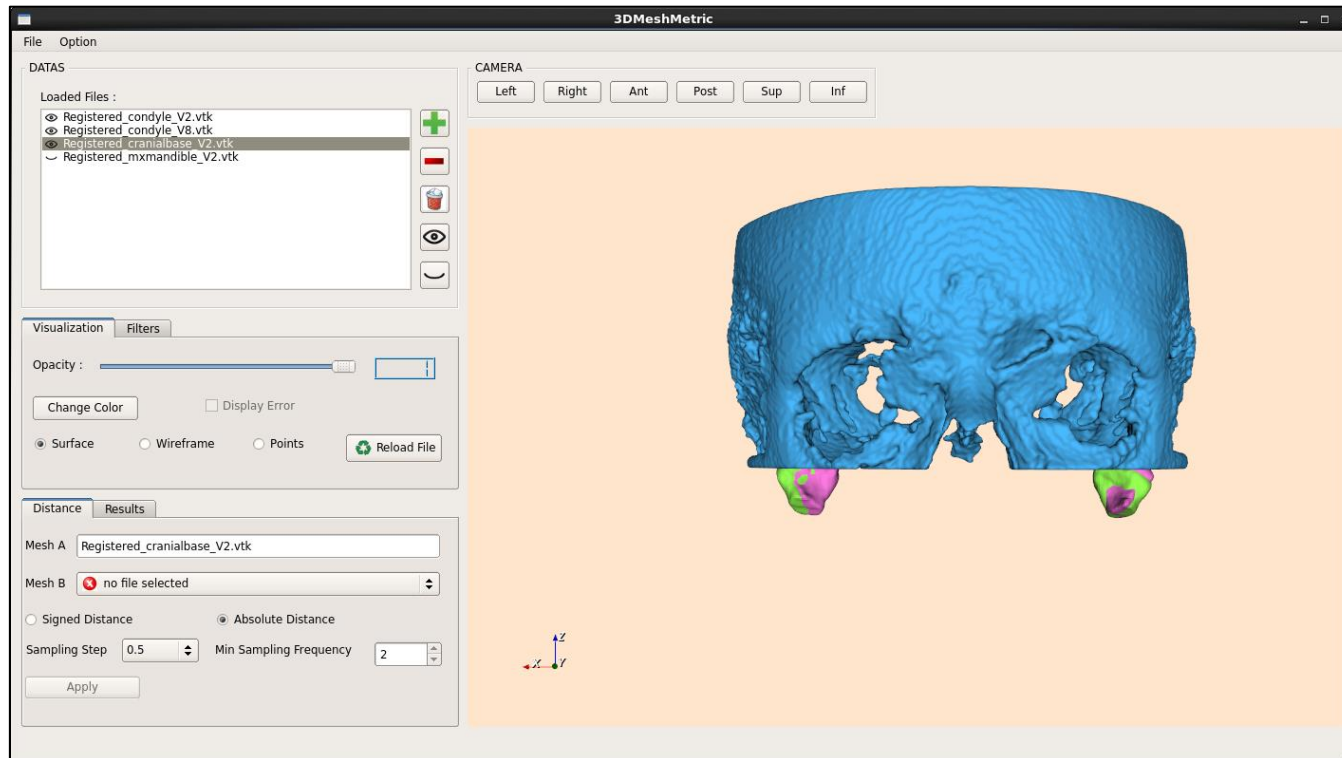 3DMeshMetric
File Option
DATAS
Loaded Files :
Registered_condyle_V2.vtk
Registered_condyle_V8.vtk
Registered_cranialbase_V2.vtk
Registered_mxmandible_V2.vtk
CAMERA
Left Right Ant Post Sup Inf
Visualization Filters
Opacity :
Change Color Display Error
Surface Wireframe Points Reload File
Distance Results
Mesh A Registered_cranialbase_V2.vtk
Mesh B no file selected
Signed Distance Absolute Distance
Sampling Step 0.5 Min Sampling Frequency 2
Apply
Z
X Y